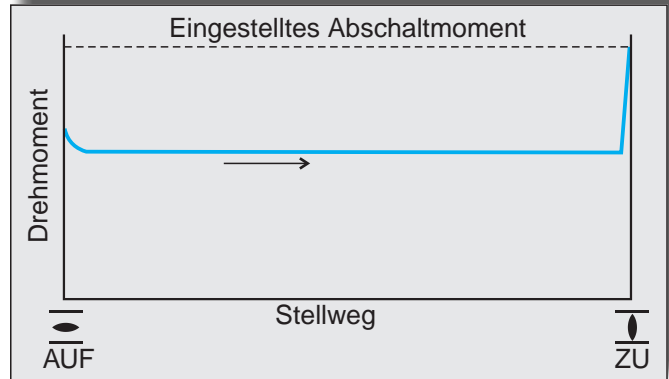 Eingestelltes Abschaltmoment
Drehmoment
Stellweg
AUF
ZU